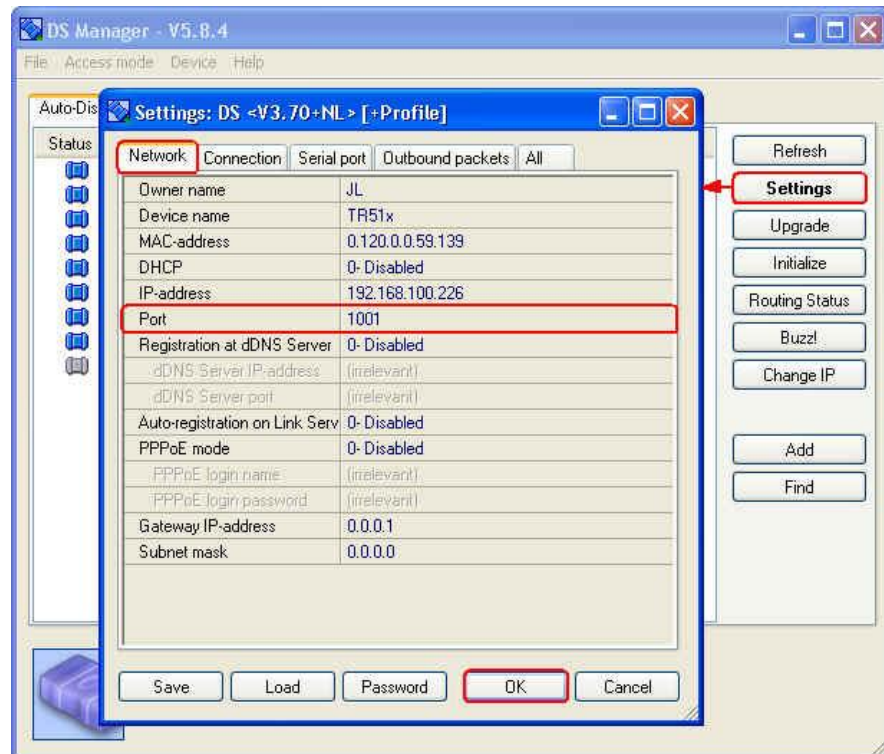 DS Manager - V5.8.4
File Access mode Device Help
Auto-Dis
Status
Settings: DS <V3.70+NL> [+Profile]
Network Connection Serial port Outbound packets All
Owner name JL
Device name TR51x
MAC-address 0.120.0.0.59.139
DHCP 0- Disabled
IP-address 192.168.100.226
Port 1001
Registration at dDNS Server 0- Disabled
dDNS Server IP-address (irrelevant)
dDNS Server port (irrelevant)
Auto-registration on Link Serv 0- Disabled
PPPoE mode 0- Disabled
PPPoE login name (irrelevant)
PPPoE login password (irrelevant)
Gateway IP-address 0.0.0.1
Subnet mask 0.0.0.0
Save Load Password OK Cancel
Refresh
Settings
Upgrade
Initialize
Routing Status
Buzz!
Change IP
Add
Find